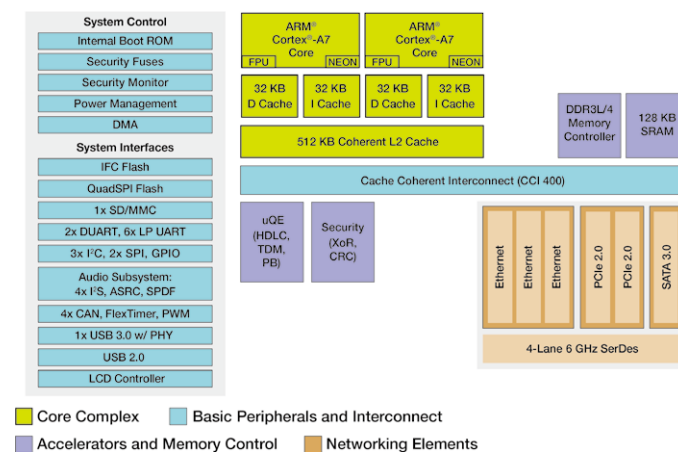 System Control
Internal Boot ROM
Security Fuses
Security Monitor
Power Management
DMA
System Interfaces
IFC Flash
QuadSPI Flash
1x SD/MMC
2x DUART, 6x LP UART
3x I²C, 2x SPI, GPIO
Audio Subsystem:
4x I²S, ASRC, SPDF
4x CAN, FlexTimer, PWM
1x USB 3.0 w/ PHY
USB 2.0
LCD Controller
ARM®
Cortex®-A7
Core
FPU
NEON
ARM®
Cortex®-A7
Core
FPU
NEON
32 KB
D Cache
32 KB
I Cache
32 KB
D Cache
32 KB
I Cache
512 KB Coherent L2 Cache
DDR3L/4
Memory
Controller
128 KB
SRAM
Cache Coherent Interconnect (CCI 400)
uQE
(HDLC,
TDM,
PB)
Security
(XoR,
CRC)
Ethernet
Ethernet
Ethernet
PCIe 2.0
PCIe 2.0
SATA 3.0
4-Lane 6 GHz SerDes
Core Complex
Basic Peripherals and Interconnect
Accelerators and Memory Control
Networking Elements